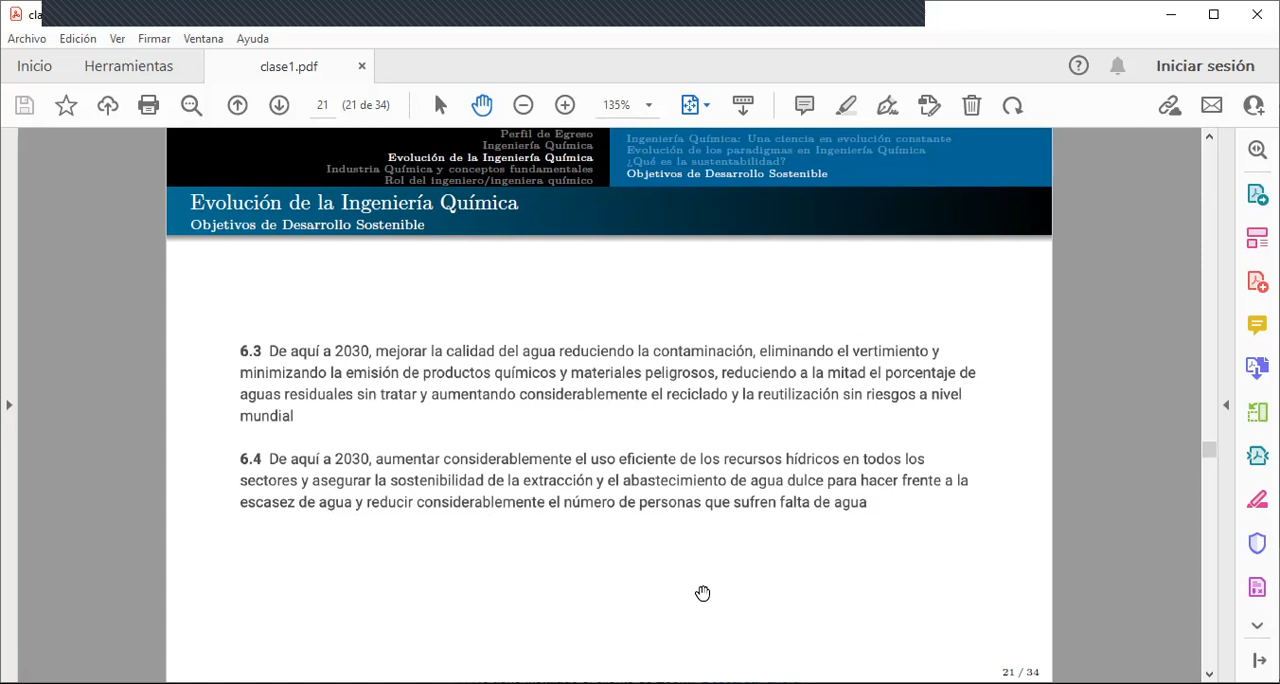 cla
Archivo Edición Ver Firmar Ventana Ayuda
Inicio Herramientas clase1.pdf × Iniciar sesión
21 (21 de 34) 135%
Perfil de Egreso
Ingeniería Química
Evolución de la Ingeniería Química
Industria Química y conceptos fundamentales
Rol del ingeniero/ingeniera químico
Ingeniería Química: Una ciencia en evolución constante
Evolución de los paradigmas en Ingeniería Química
¿Qué es la sustentabilidad?
Objetivos de Desarrollo Sostenible
Evolución de la Ingeniería Química
Objetivos de Desarrollo Sostenible
6.3 De aquí a 2030, mejorar la calidad del agua reduciendo la contaminación, eliminando el vertimiento y
minimizando la emisión de productos químicos y materiales peligrosos, reduciendo a la mitad el porcentaje de
aguas residuales sin tratar y aumentando considerablemente el reciclado y la reutilización sin riesgos a nivel
mundial
6.4 De aquí a 2030, aumentar considerablemente el uso eficiente de los recursos hídricos en todos los
sectores y asegurar la sostenibilidad de la extracción y el abastecimiento de agua dulce para hacer frente a la
escasez de agua y reducir considerablemente el número de personas que sufren falta de agua
21 / 34